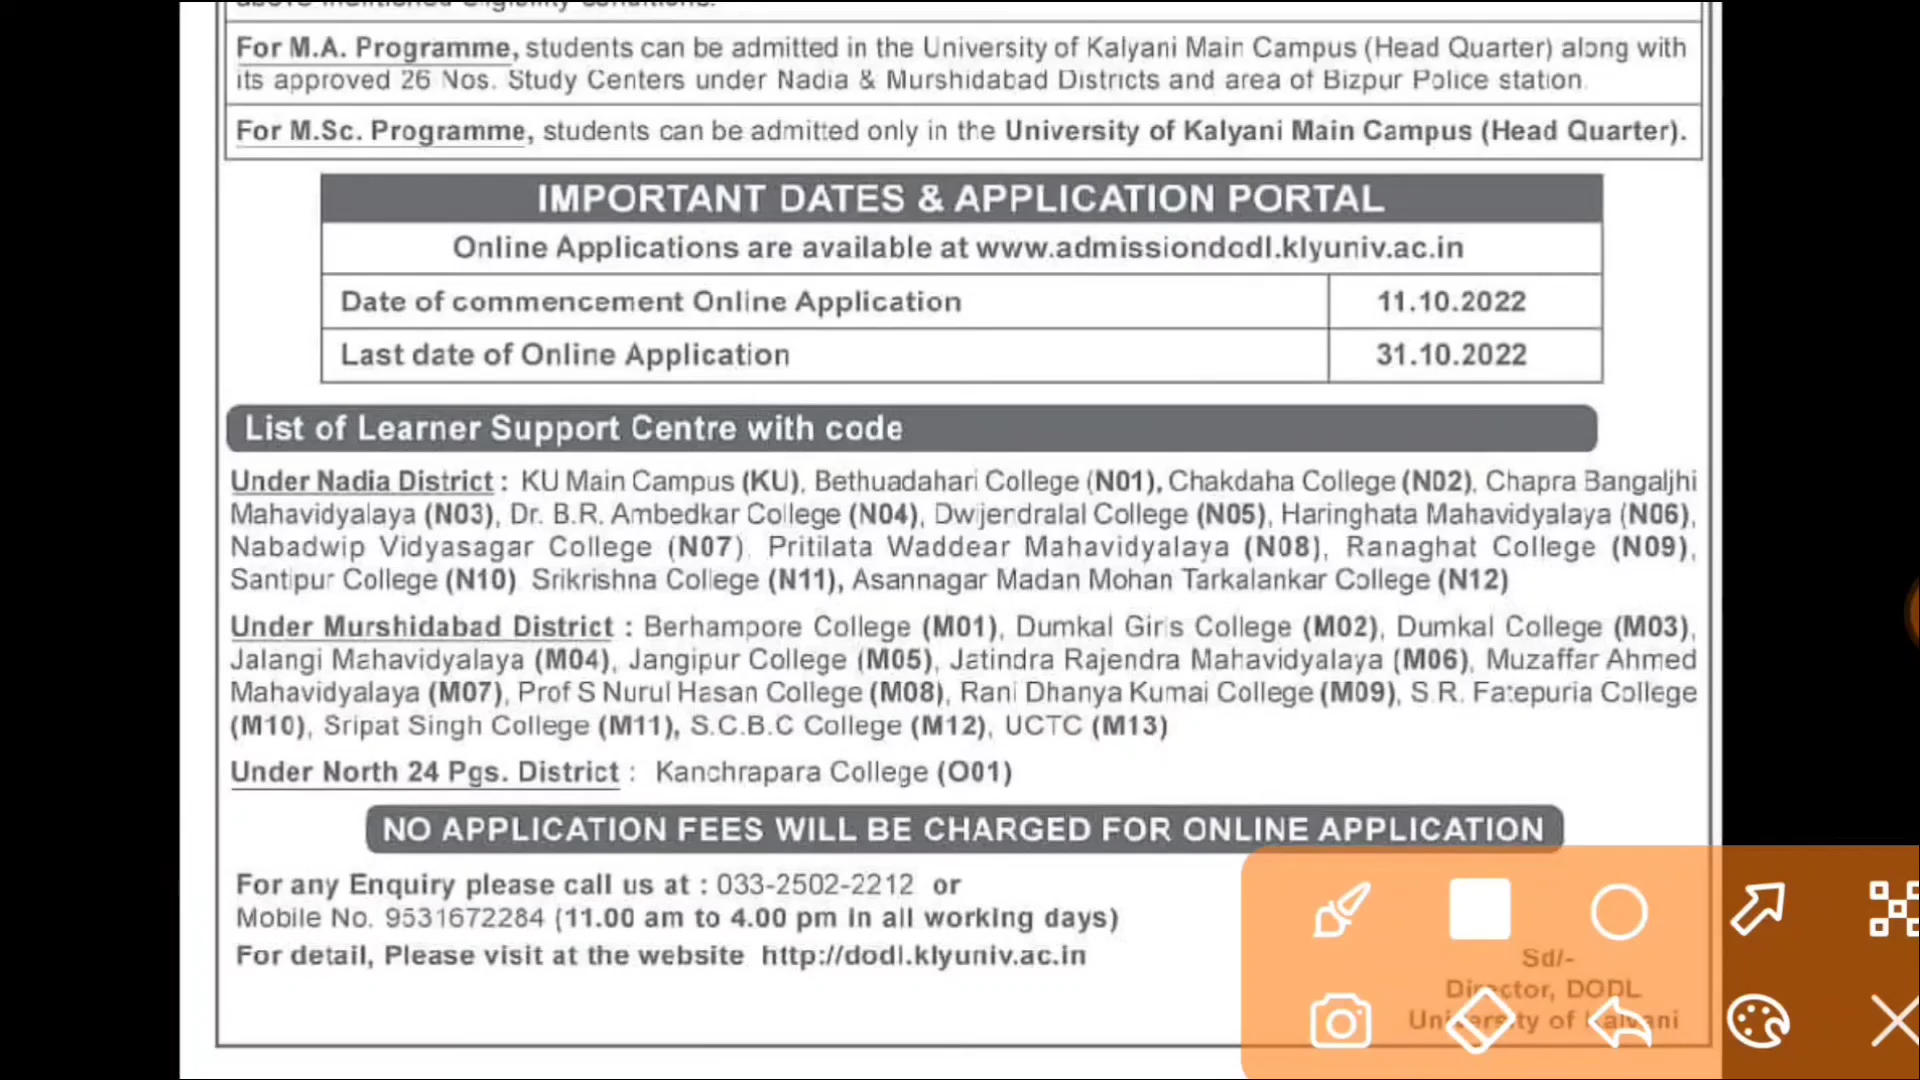 above mentioned eligibility conditions.
For M.A. Programme, students can be admitted in the University of Kalyani Main Campus (Head Quarter) along with
its approved 26 Nos. Study Centers under Nadia & Murshidabad Districts and area of Bizpur Police station.
For M.Sc. Programme, students can be admitted only in the University of Kalyani Main Campus (Head Quarter).
IMPORTANT DATES & APPLICATION PORTAL
Online Applications are available at www.admissiondodl.klyuniv.ac.in
Date of commencement Online Application 11.10.2022
Last date of Online Application 31.10.2022
List of Learner Support Centre with code
Under Nadia District : KU Main Campus (KU), Bethuadahari College (N01), Chakdaha College (N02), Chapra Bangaljhi
Mahavidyalaya (N03), Dr. B.R. Ambedkar College (N04), Dwijendralal College (N05), Haringhata Mahavidyalaya (N06),
Nabadwip Vidyasagar College (N07), Pritilata Waddear Mahavidyalaya (N08), Ranaghat College (N09),
Santipur College (N10) Srikrishna College (N11), Asannagar Madan Mohan Tarkalankar College (N12)
Under Murshidabad District : Berhampore College (M01), Dumkal Girls College (M02), Dumkal College (M03),
Jalangi Mahavidyalaya (M04), Jangipur College (M05), Jatindra Rajendra Mahavidyalaya (M06), Muzaffar Ahmed
Mahavidyalaya (M07), Prof S Nurul Hasan College (M08), Rani Dhanya Kumai College (M09), S.R. Fatepuria College
(M10), Sripat Singh College (M11), S.C.B.C College (M12), UCTC (M13)
Under North 24 Pgs. District : Kanchrapara College (O01)
NO APPLICATION FEES WILL BE CHARGED FOR ONLINE APPLICATION
For any Enquiry please call us at : 033-2502-2212 or
Mobile No. 9531672284 (11.00 am to 4.00 pm in all working days)
For detail, Please visit at the website http://dodl.klyuniv.ac.in
Sd/-
Director, DODL
University of Kalyani